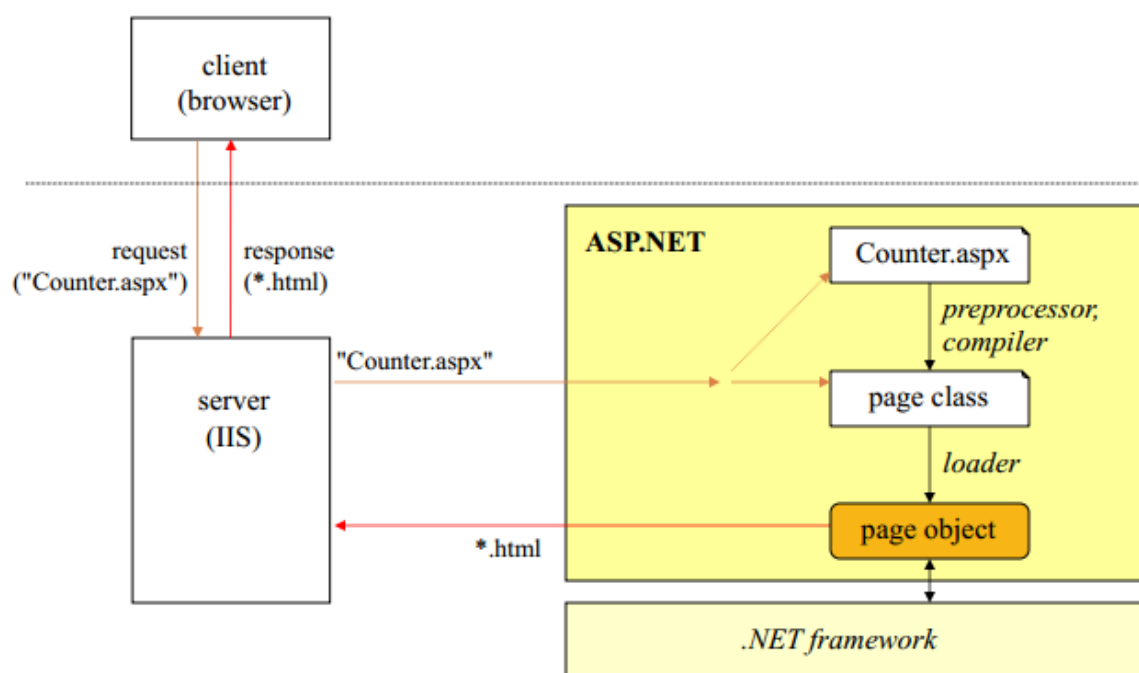 client
(browser)
request
("Counter.aspx")
response
(*.html)
ASP.NET
Counter.aspx
preprocessor,
compiler
"Counter.aspx"
server
(IIS)
page class
loader
page object
*.html
.NET framework